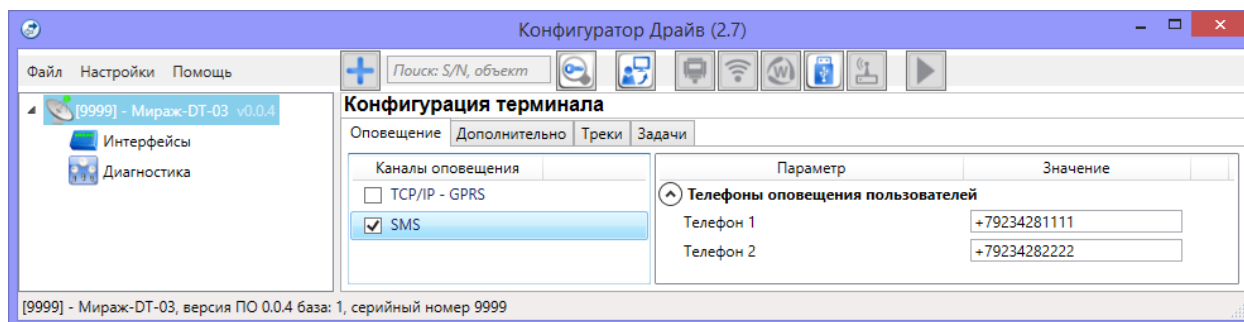 Конфигуратор Драйв (2.7)
Файл Настройки Помощь
Поиск: S/N, объект
[9999] - Мираж-DT-03 v0.0.4
Интерфейсы
Диагностика
Конфигурация терминала
Оповещение Дополнительно Треки Задачи
Каналы оповещения
TCP/IP - GPRS
SMS
Параметр Значение
Телефоны оповещения пользователей
Телефон 1 +79234281111
Телефон 2 +79234282222
[9999] - Мираж-DT-03, версия ПО 0.0.4 база: 1, серийный номер 9999